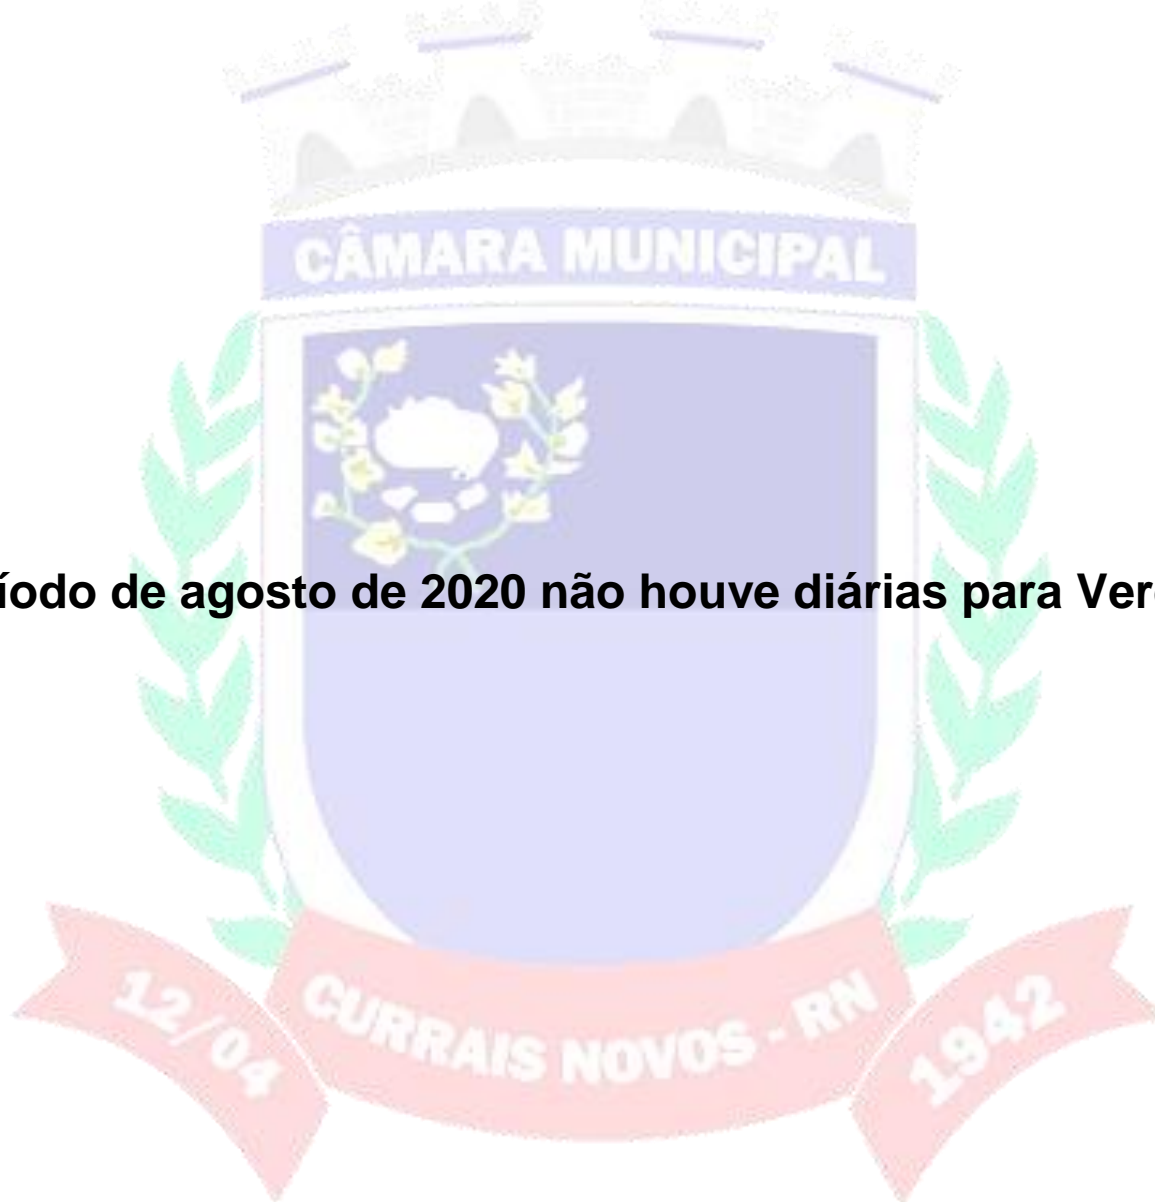 CÂMARA MUNICIPAL
íodo de agosto de 2020 não houve diárias para Ver
12/04
CURRAIS NOVOS - RN
1942